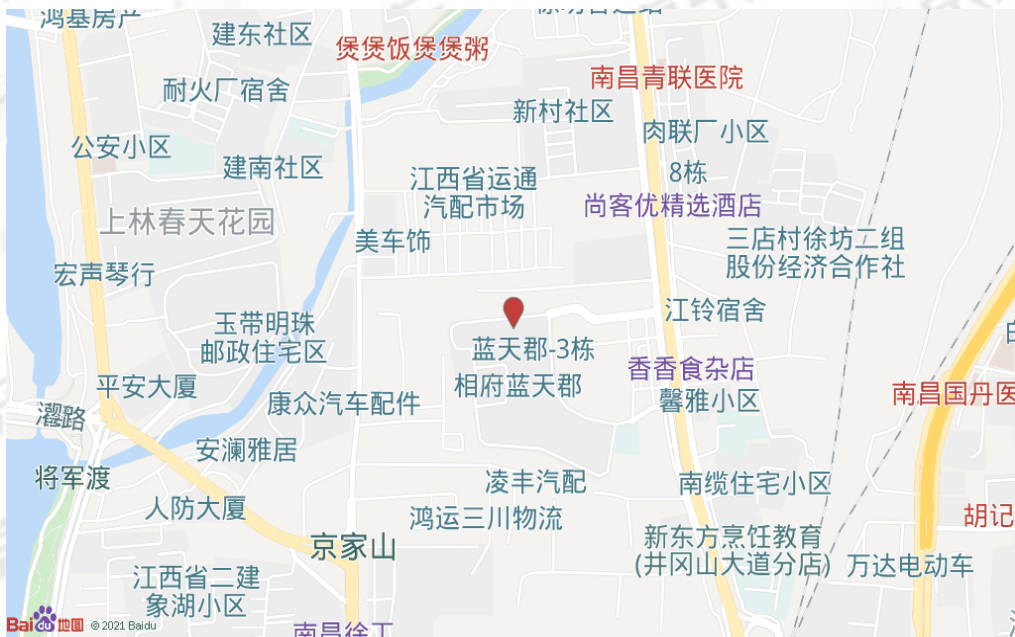 鸿基房产
建东社区
煲煲饭煲煲粥
南昌青联医院
耐火厂宿舍
新村社区
肉联厂小区
公安小区
建南社区
江西省运通
汽配市场
8栋
尚客优精选酒店
上林春天花园
美车饰
三店村徐坊二组
股份经济合作社
宏声琴行
江铃宿舍
玉带明珠
邮政住宅区
蓝天郡-3栋
香香食杂店
平安大厦
相府蓝天郡
南昌国丹医
康众汽车配件
馨雅小区
安澜雅居
将军渡
凌丰汽配
南缆住宅小区
人防大厦
鸿运三川物流
胡记
京家山
新东方烹饪教育
(井冈山大道分店)
万达电动车
江西省二建
象湖小区
南昌徐工
Bai du 地图 © 2021 Baidu